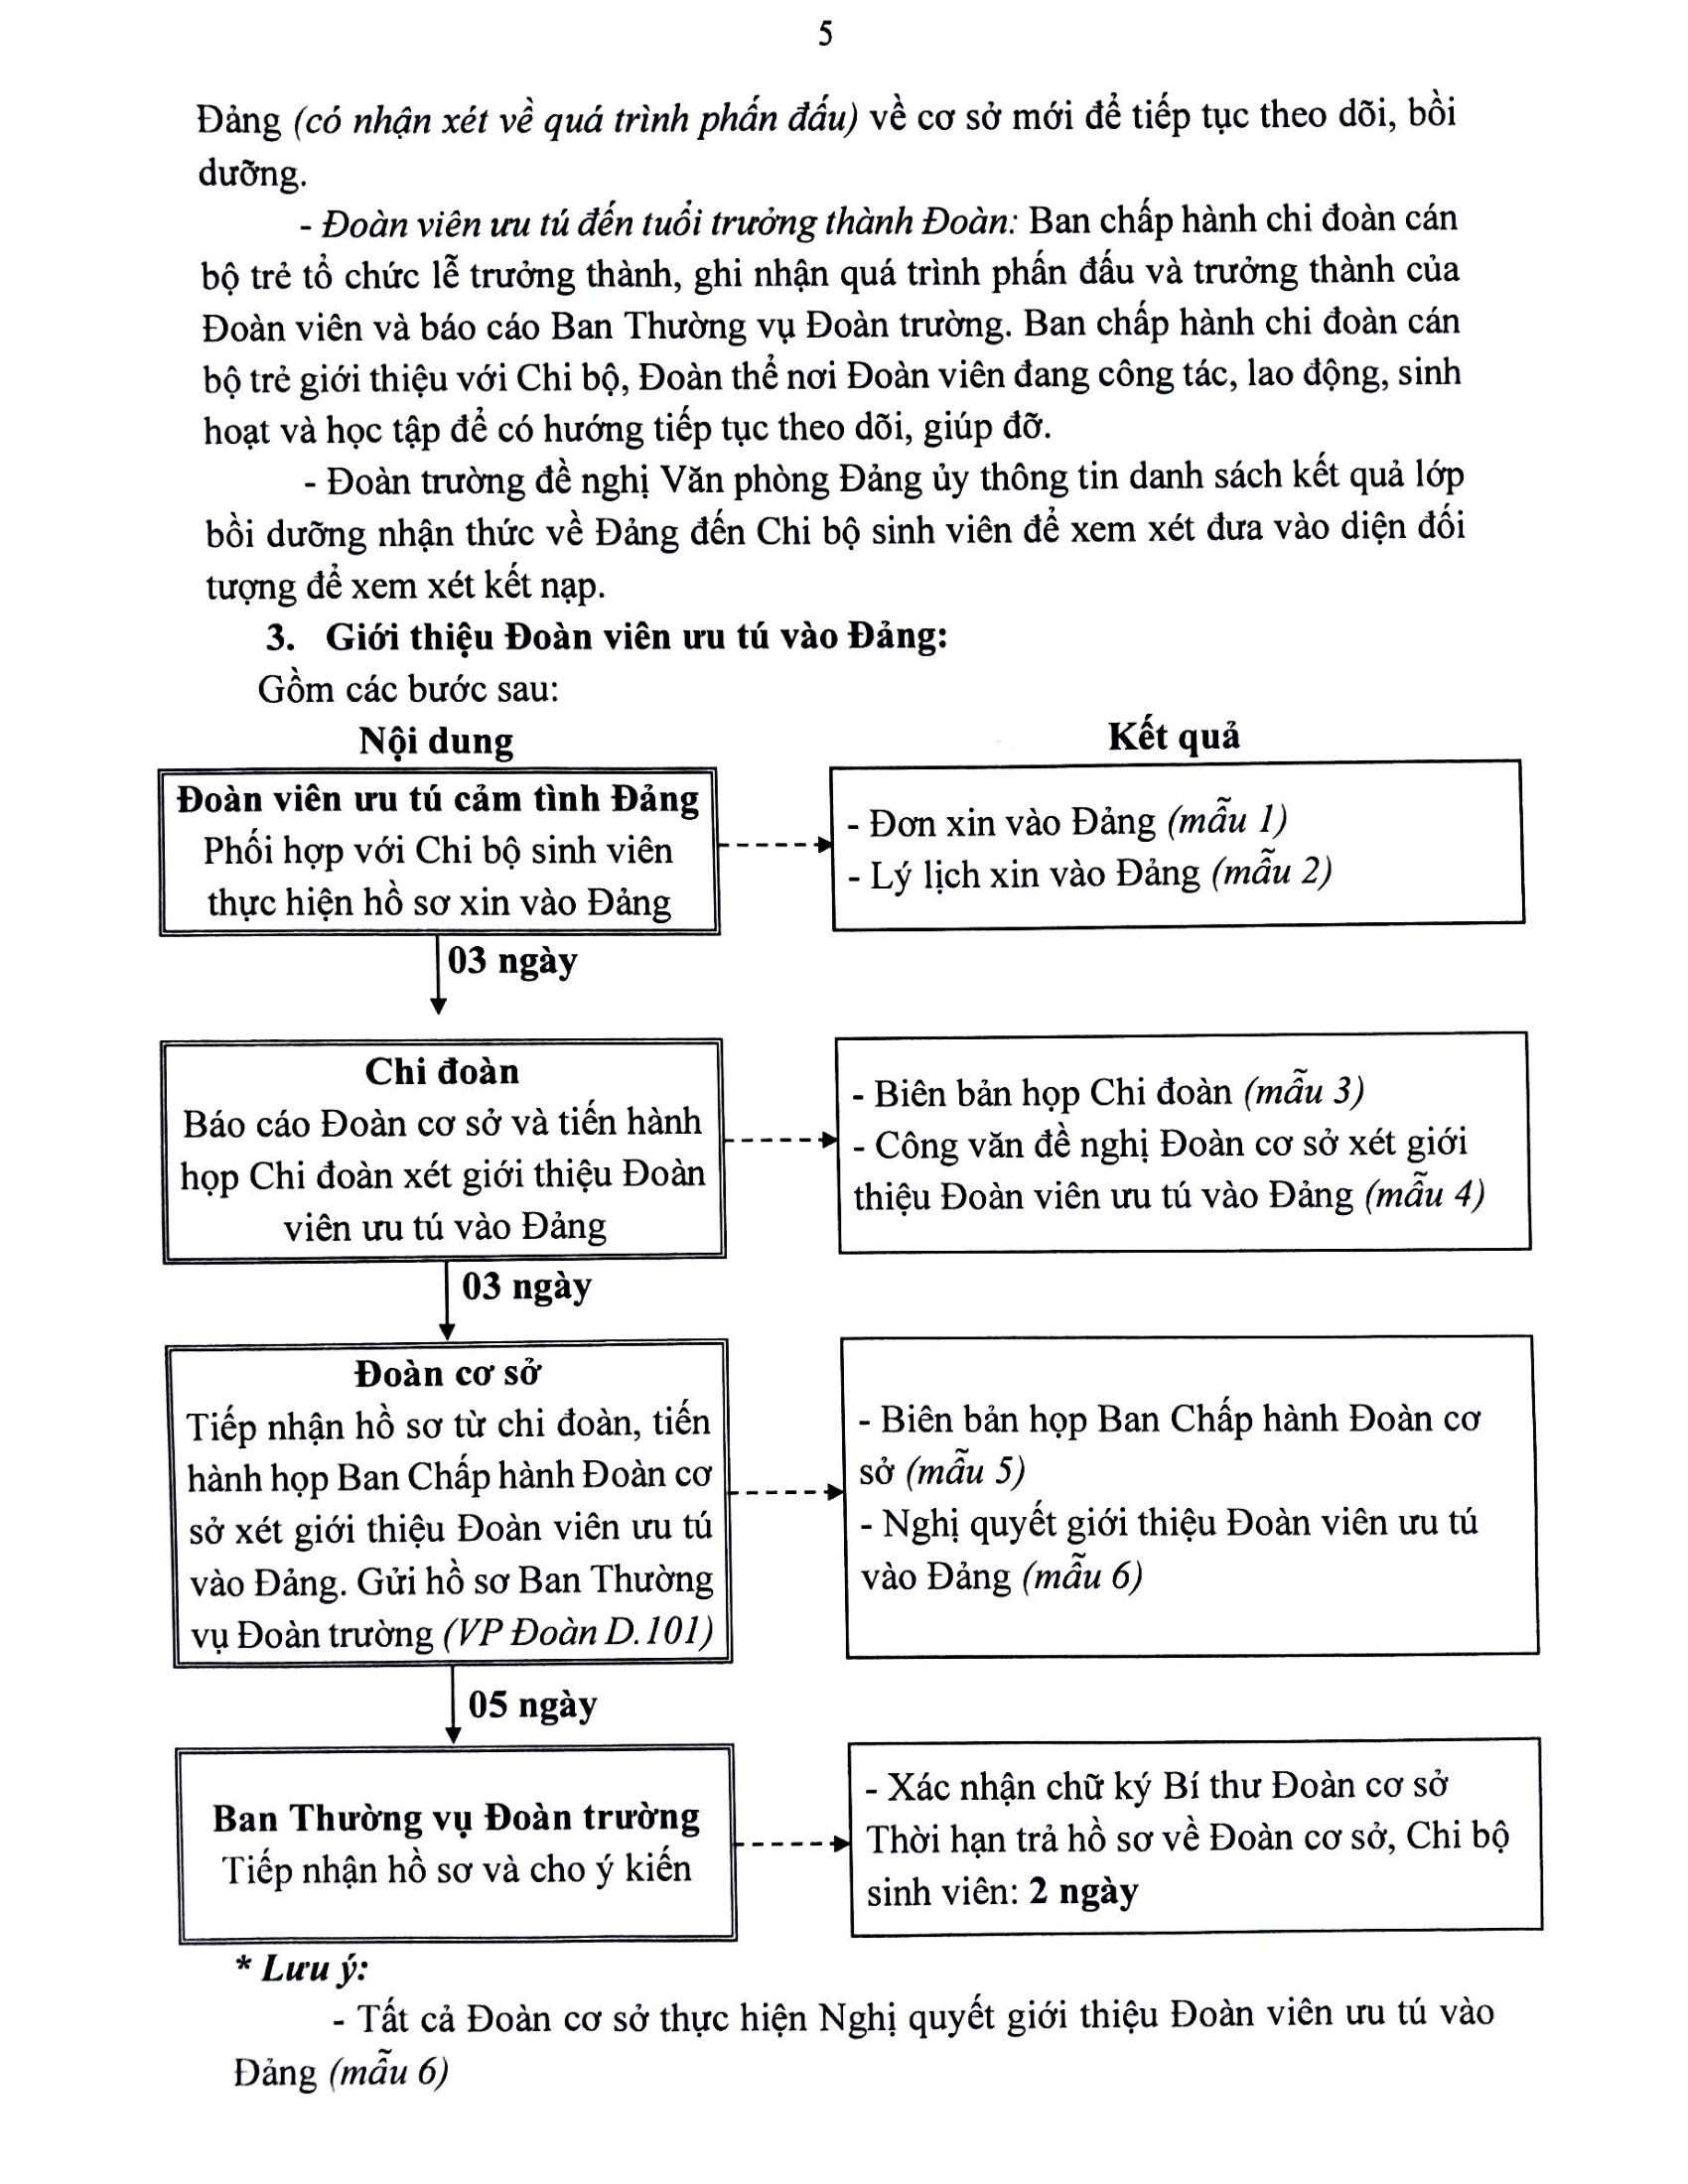 5
Đảng (có nhận xét về quá trình phấn đấu) về cơ sở mới để tiếp tục theo dõi, bồi
dưỡng.
- Đoàn viên ưu tú đến tuổi trưởng thành Đoàn: Ban chấp hành chi đoàn cán
bộ trẻ tổ chức lễ trưởng thành, ghi nhận quá trình phấn đấu và trưởng thành của
Đoàn viên và báo cáo Ban Thường vụ Đoàn trường. Ban chấp hành chi đoàn cán
bộ trẻ giới thiệu với Chi bộ, Đoàn thể nơi Đoàn viên đang công tác, lao động, sinh
hoạt và học tập để có hướng tiếp tục theo dõi, giúp đỡ.
- Đoàn trường đề nghị Văn phòng Đảng ủy thông tin danh sách kết quả lớp
bồi dưỡng nhận thức về Đảng đến Chi bộ sinh viên để xem xét đưa vào diện đối
tượng để xem xét kết nạp.
3. Giới thiệu Đoàn viên ưu tú vào Đảng:
Gồm các bước sau:
Nội dung
Kết quả
Đoàn viên ưu tú cảm tình Đảng
Phối hợp với Chi bộ sinh viên
thực hiện hồ sơ xin vào Đảng
- Đơn xin vào Đảng (mẫu 1)
- Lý lịch xin vào Đảng (mẫu 2)
03 ngày
Chi đoàn
Báo cáo Đoàn cơ sở và tiến hành
họp Chi đoàn xét giới thiệu Đoàn
viên ưu tú vào Đảng
- Biên bản họp Chi đoàn (mẫu 3)
- Công văn đề nghị Đoàn cơ sở xét giới
thiệu Đoàn viên ưu tú vào Đảng (mẫu 4)
03 ngày
Đoàn cơ sở
Tiếp nhận hồ sơ từ chi đoàn, tiến
hành họp Ban Chấp hành Đoàn cơ
sở xét giới thiệu Đoàn viên ưu tú
vào Đảng. Gửi hồ sơ Ban Thường
vụ Đoàn trường (VP Đoàn D.101)
- Biên bản họp Ban Chấp hành Đoàn cơ
sở (mẫu 5)
- Nghị quyết giới thiệu Đoàn viên ưu tú
vào Đảng (mẫu 6)
05 ngày
Ban Thường vụ Đoàn trường
Tiếp nhận hồ sơ và cho ý kiến
- Xác nhận chữ ký Bí thư Đoàn cơ sở
Thời hạn trả hồ sơ về Đoàn cơ sở, Chi bộ
sinh viên: 2 ngày
* Lưu ý:
- Tất cả Đoàn cơ sở thực hiện Nghị quyết giới thiệu Đoàn viên ưu tú vào
Đảng (mẫu 6)